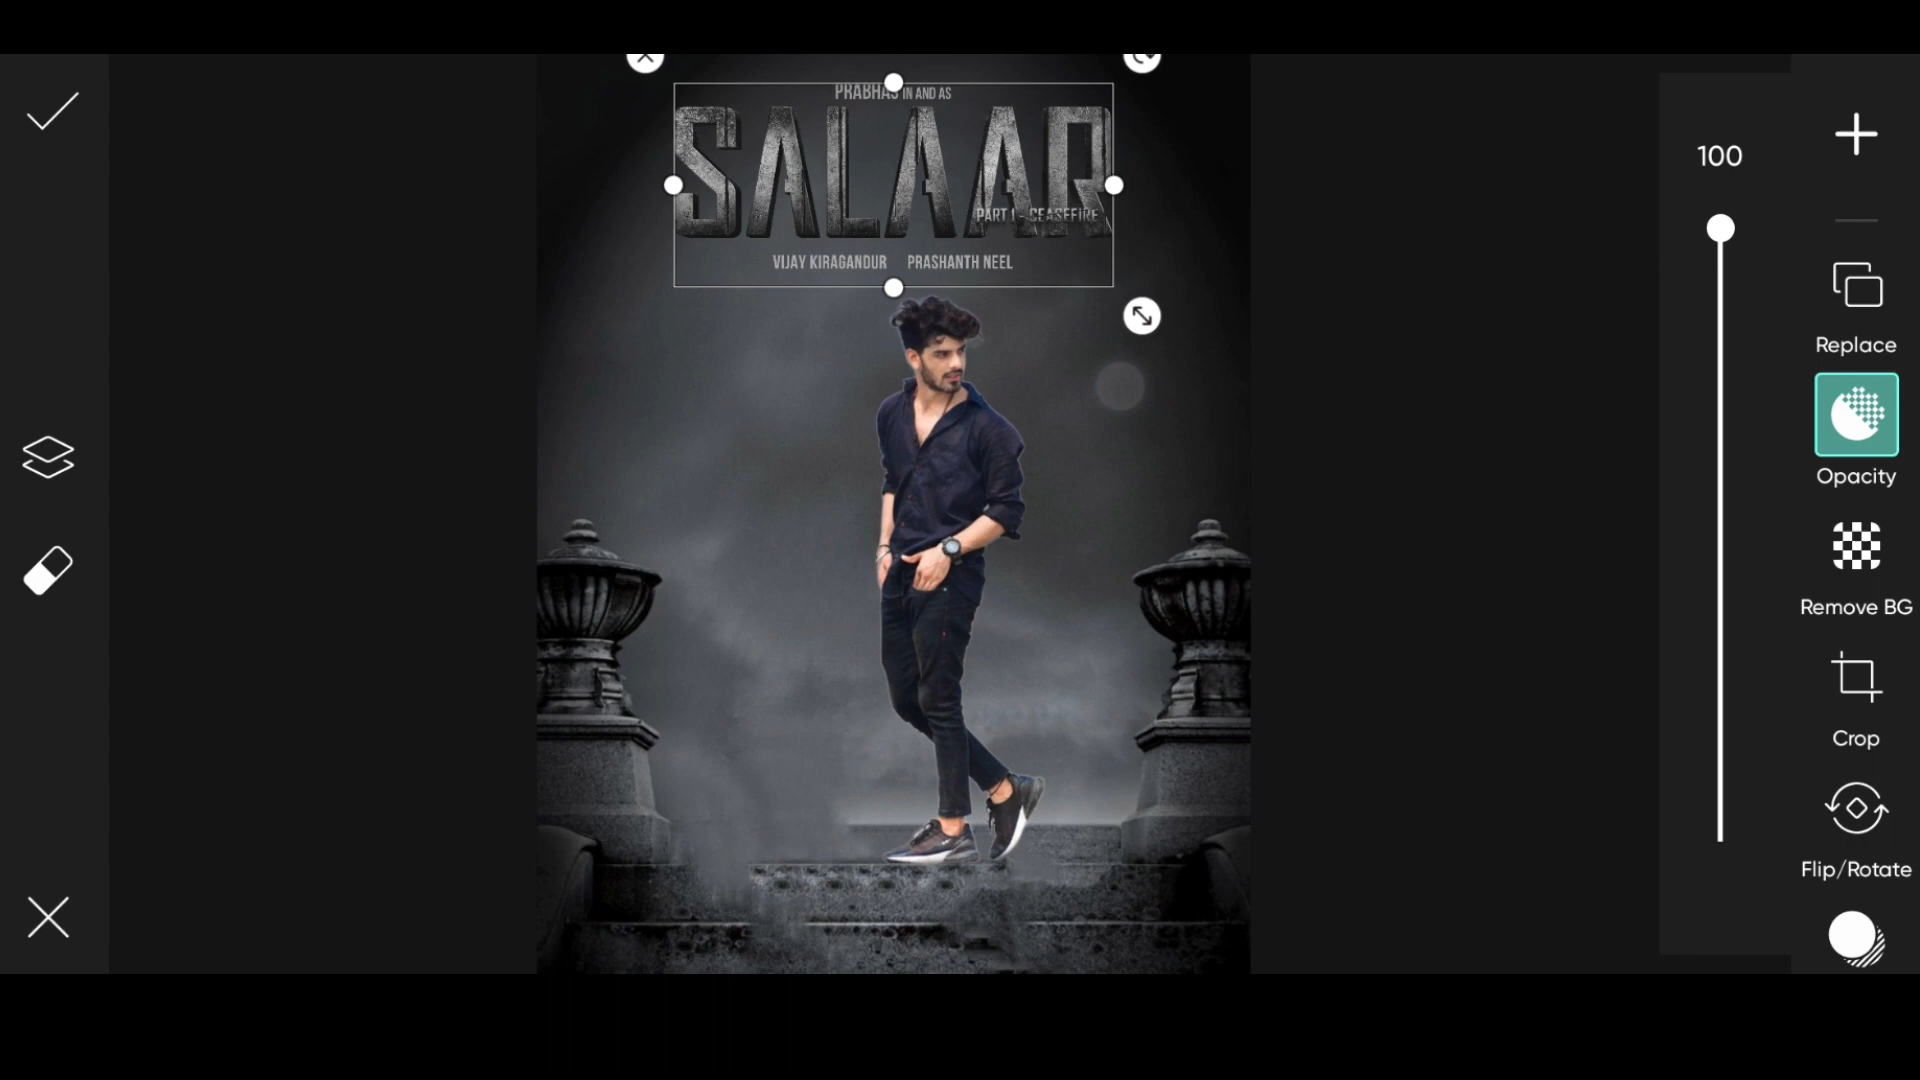 PRABHAS IN AND AS
SALAAR
PART 1 - CEASEFIRE
VIJAY KIRAGANDUR PRASHANTH NEEL
100
Replace
Opacity
Remove BG
Crop
Flip/Rotate